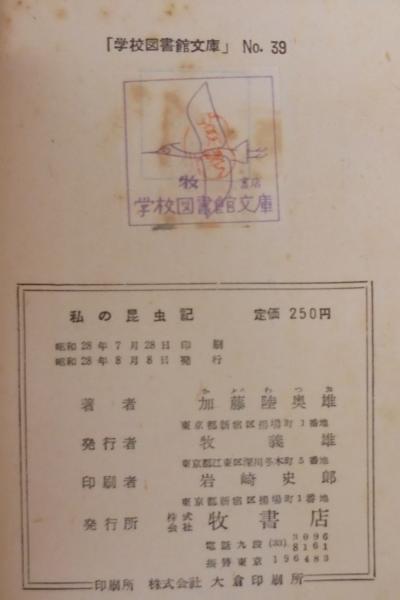 「学校図書館文庫」 No. 39
牧 書店
学校図書館文庫
私の昆虫記 定価 250円
昭和28年7月28日 印刷
昭和28年8月8日 発行
著者 加藤陸奥雄
東京都新宿区揚場町1番地
発行者 牧義雄
東京都江東区深川冬木町5番地
印刷者 岩崎史郎
東京都新宿区揚場町1番地
発行所 株式会社 牧書店
電話九段(33) 3096 8161
振替東京 196483
印刷所 株式会社 大倉印刷所